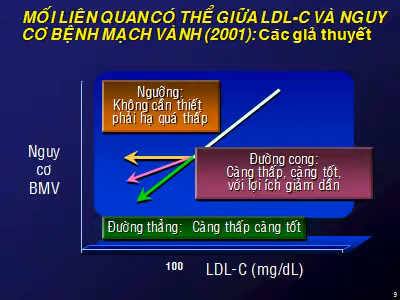 MỐI LIÊN QUAN CÓ THỂ GIỮA LDL-C VÀ NGUY
CƠ BỆNH MẠCH VÀNH (2001): Các giả thuyết
Ngưỡng:
Không cần thiết
phải hạ quá thấp
Nguy
cơ
BMV
Đường cong:
Càng thấp, càng tốt,
với lợi ích giảm dần
Đường thẳng: Càng thấp càng tốt
100
LDL-C (mg/dL)
9